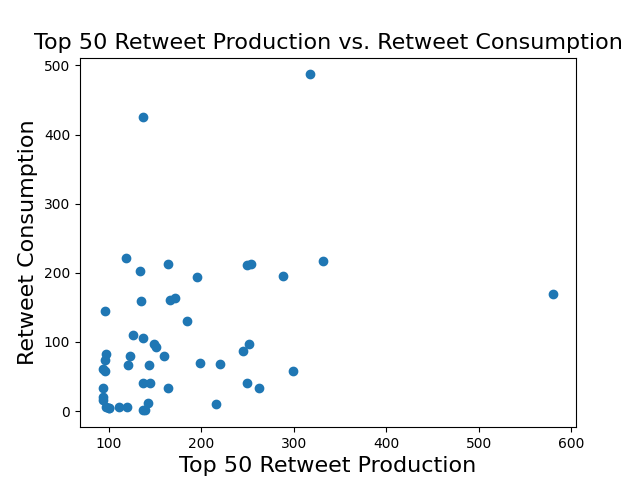 Top 50 Retweet Production vs. Retweet Consumption
500
400
300
200
100
0
Retweet Consumption
100 200 300 400 500 600
Top 50 Retweet Production